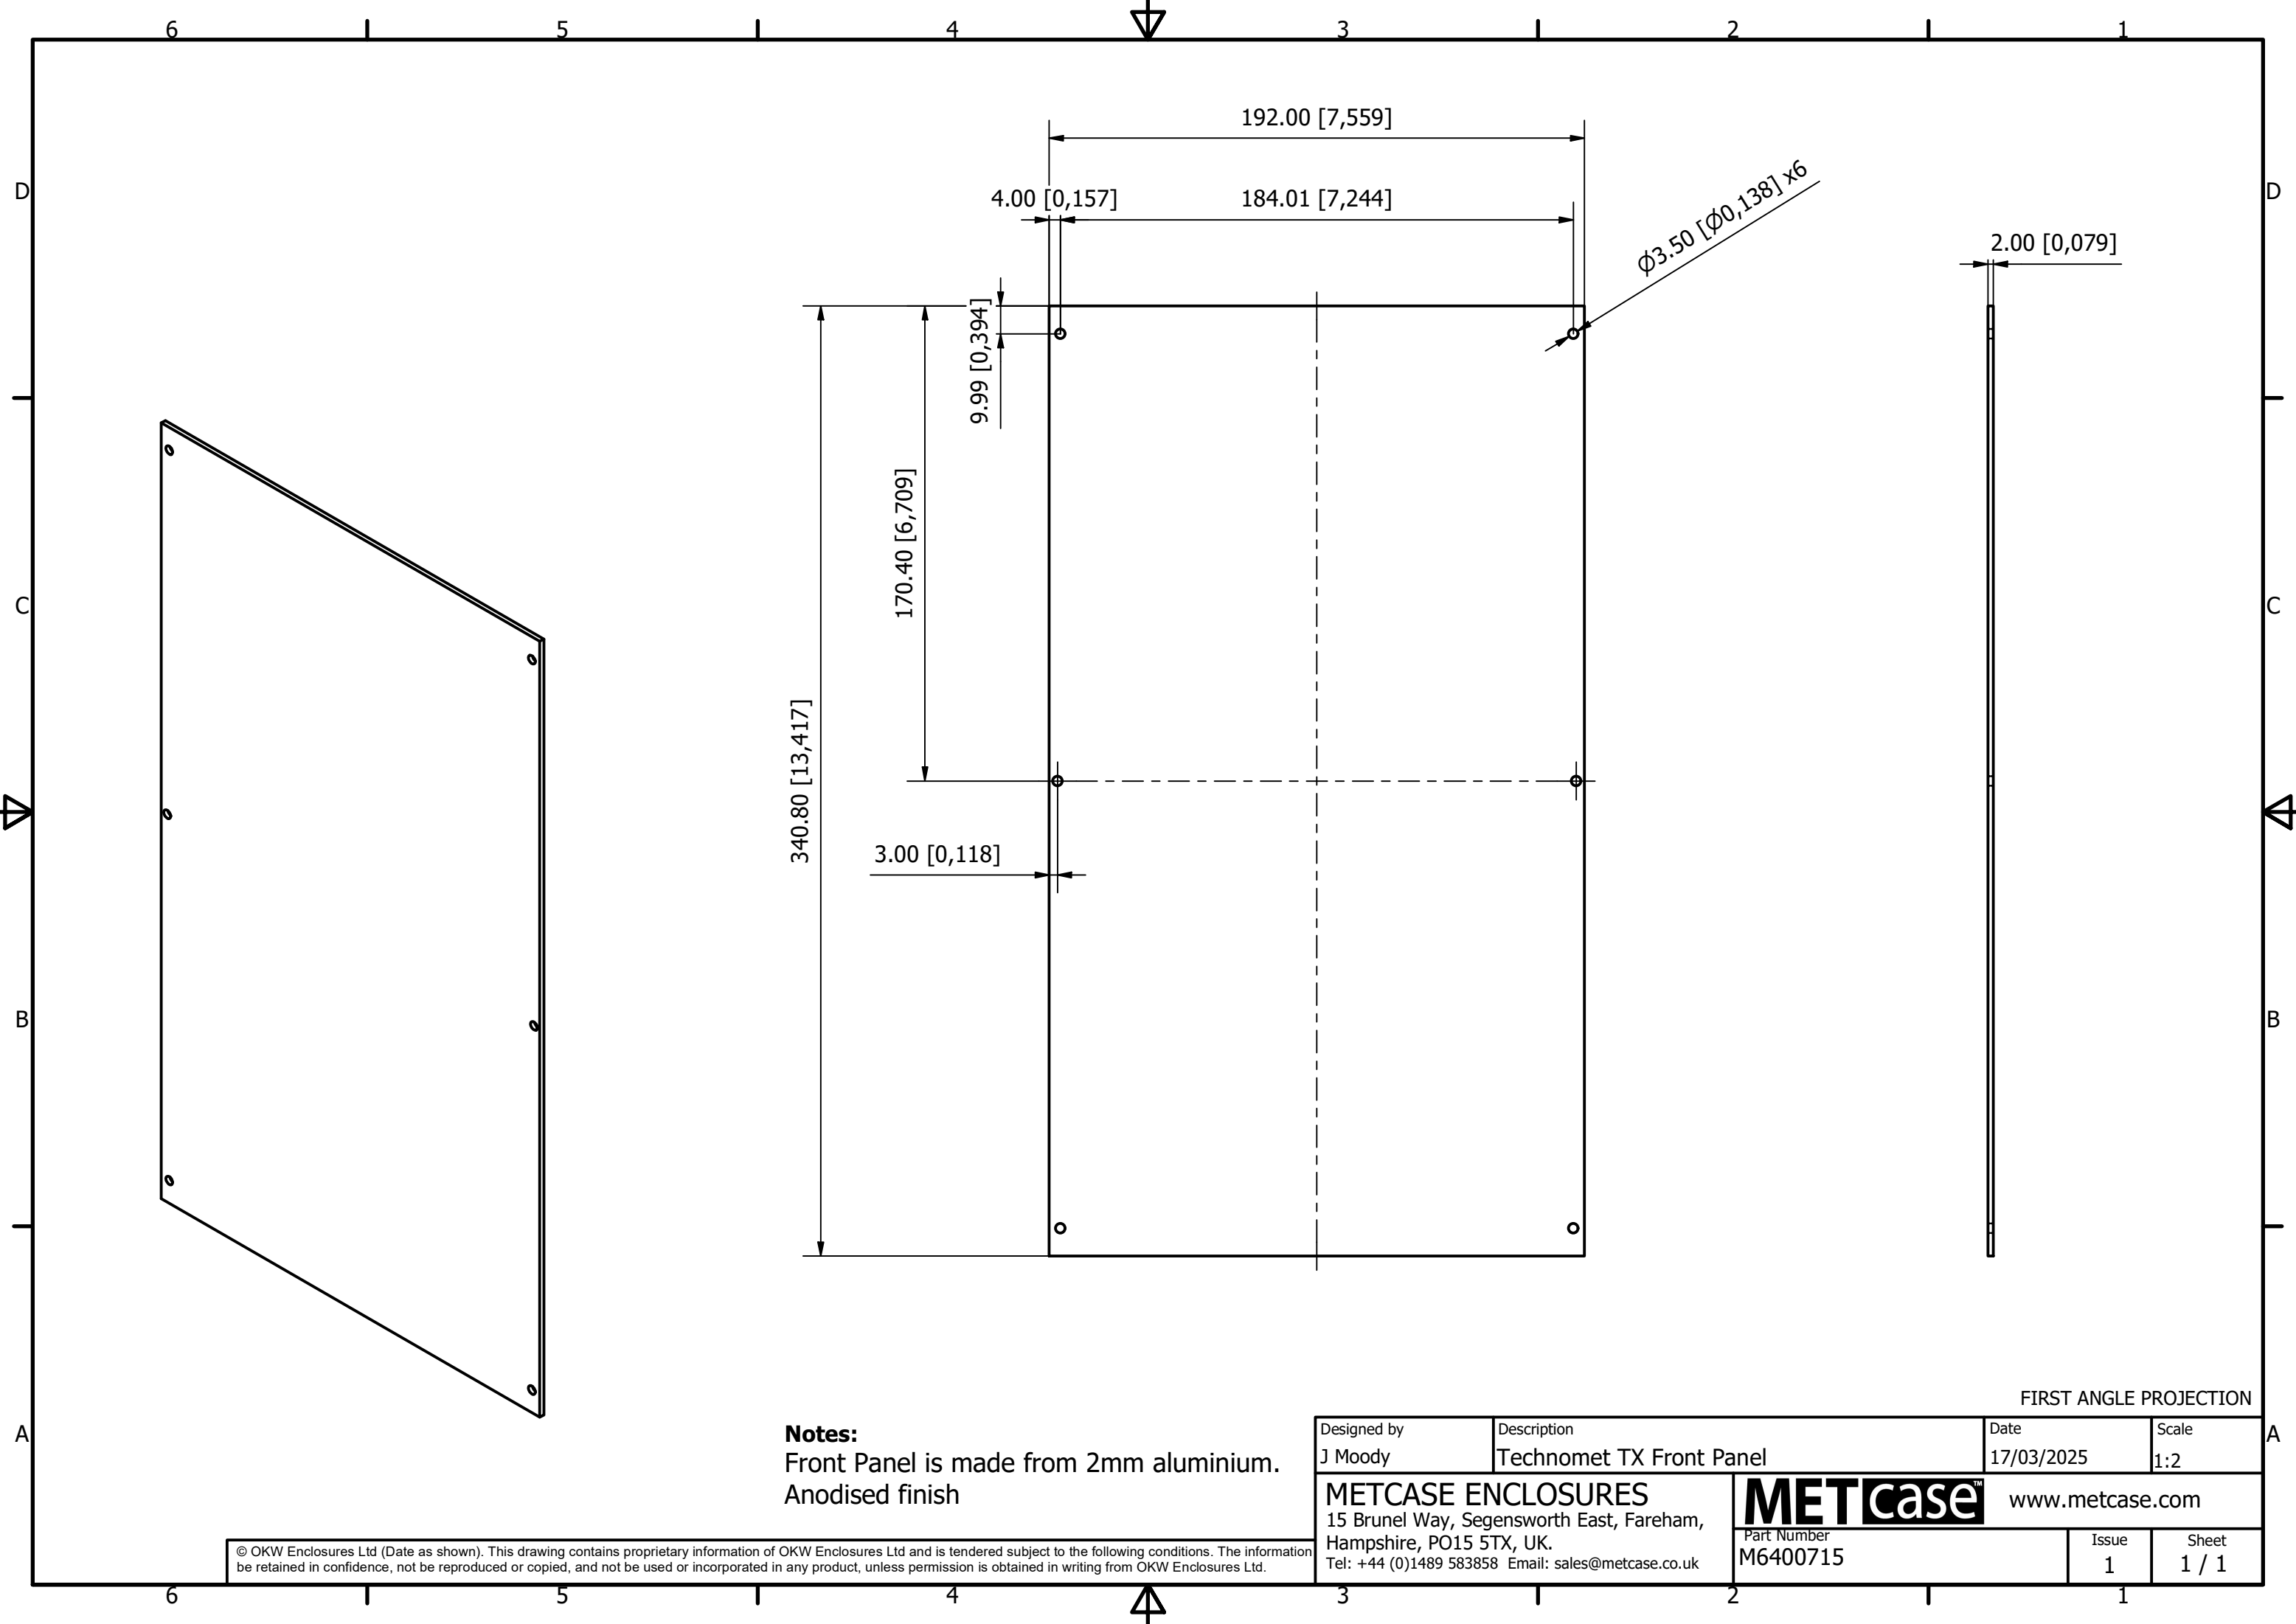 6 5 4 3 2 1
192.00 [7,559]
D D
4.00 [0,157] 184.01 [7,244] Ø3.50 [Ø0,138] x6
2.00 [0,079]
9.99 [0,394]
170.40 [6,709]
C C
340.80 [13,417]
3.00 [0,118]
B B
FIRST ANGLE PROJECTION
A A
Notes:
Front Panel is made from 2mm aluminium.
Anodised finish
Designed by
J Moody
Description
Technomet TX Front Panel
Date
17/03/2025
Scale
1:2
METCASE ENCLOSURES
15 Brunel Way, Segensworth East, Fareham,
Hampshire, PO15 5TX, UK.
Tel: +44 (0)1489 583858 Email: sales@metcase.co.uk
METcase™
www.metcase.com
Part Number
M6400715
Issue
1
Sheet
1 / 1
© OKW Enclosures Ltd (Date as shown). This drawing contains proprietary information of OKW Enclosures Ltd and is tendered subject to the following conditions. The information
be retained in confidence, not be reproduced or copied, and not be used or incorporated in any product, unless permission is obtained in writing from OKW Enclosures Ltd.
6 5 4 3 2 1